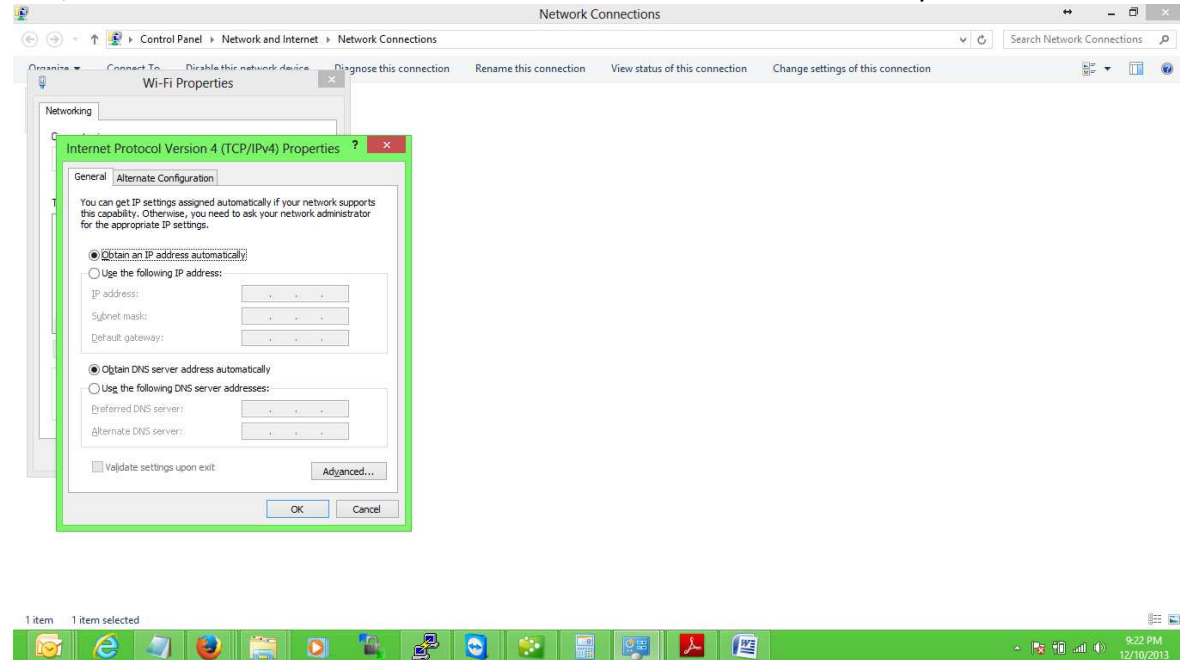 Network Connections
Control Panel Network and Internet Network Connections
Search Network Connections
Organize Connect To Disable this network device Diagnose this connection Rename this connection View status of this connection Change settings of this connection
Wi-Fi Properties
Networking
Internet Protocol Version 4 (TCP/IPv4) Properties ?
General Alternate Configuration
You can get IP settings assigned automatically if your network supports
this capability. Otherwise, you need to ask your network administrator
for the appropriate IP settings.
Obtain an IP address automatically
Use the following IP address:
IP address:
Subnet mask:
Default gateway:
Obtain DNS server address automatically
Use the following DNS server addresses:
Preferred DNS server:
Alternate DNS server:
Validate settings upon exit
Advanced...
OK Cancel
1 item 1 item selected
9:22 PM
12/10/2013